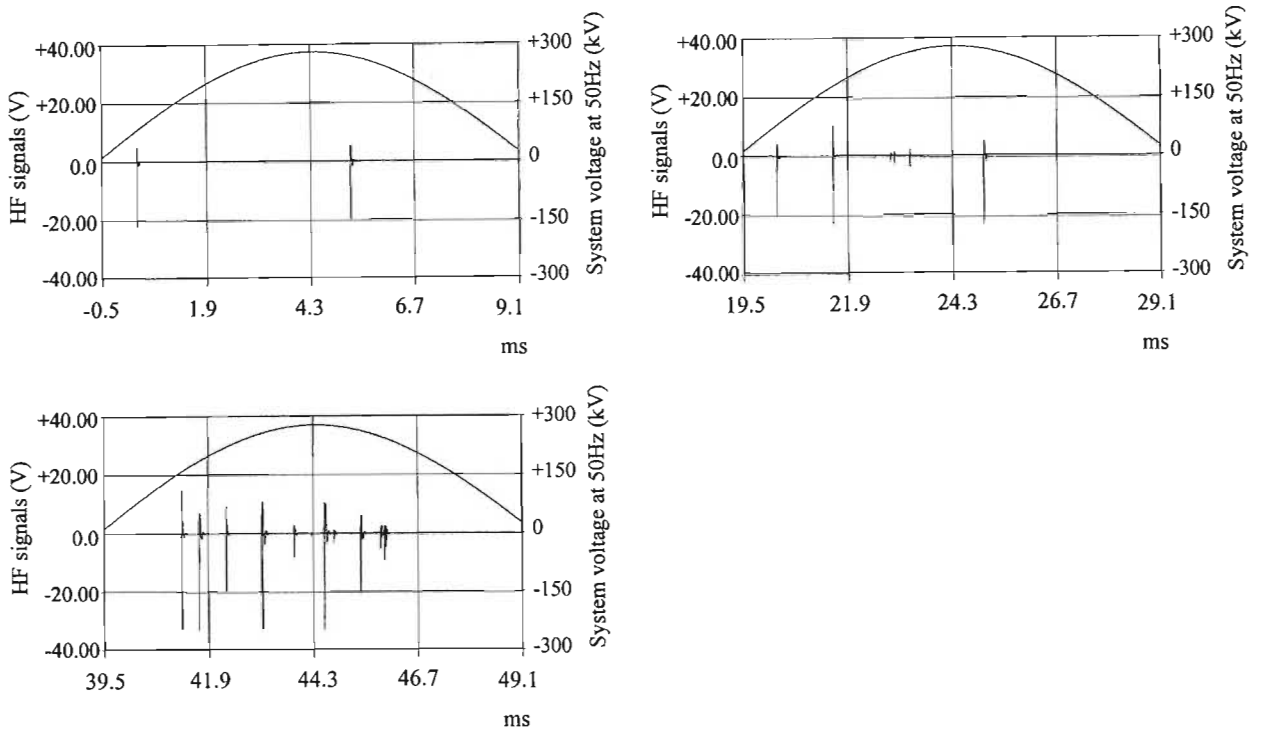 +40.00
+20.00
0.0
-20.00
-40.00
HF signals (V)
+300
+150
0
-150
-300
System voltage at 50Hz (kV)
-0.5 1.9 4.3 6.7 9.1
ms
+40.00
+20.00
0.0
-20.00
-40.00
HF signals (V)
+300
+150
0
-150
-300
System voltage at 50Hz (kV)
19.5 21.9 24.3 26.7 29.1
ms
+40.00
+20.00
0.0
-20.00
-40.00
HF signals (V)
+300
+150
0
-150
-300
System voltage at 50Hz (kV)
39.5 41.9 44.3 46.7 49.1
ms